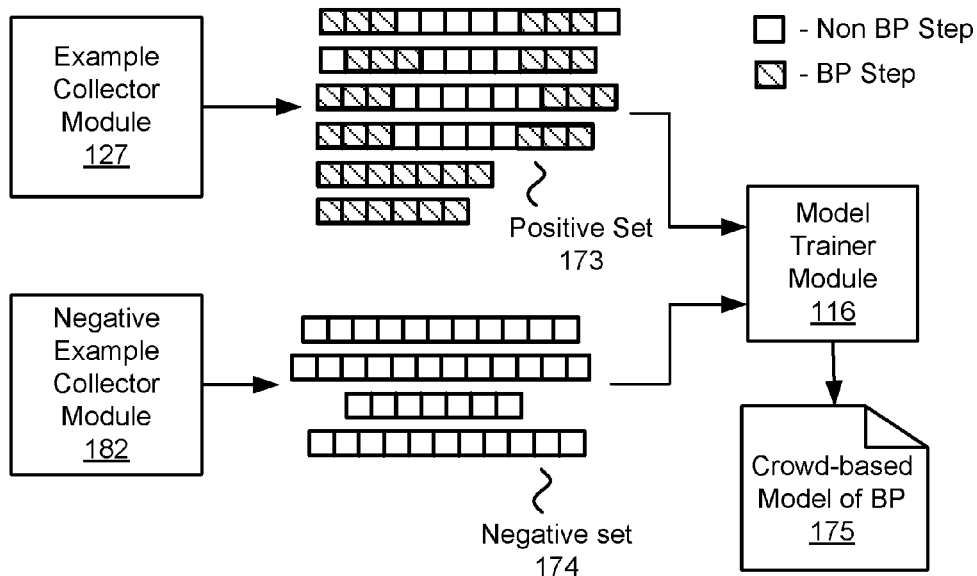 Example
Collector
Module
127
- Non BP Step
- BP Step
Positive Set
173
Model
Trainer
Module
116
Negative
Example
Collector
Module
182
Negative set
174
Crowd-based
Model of BP
175